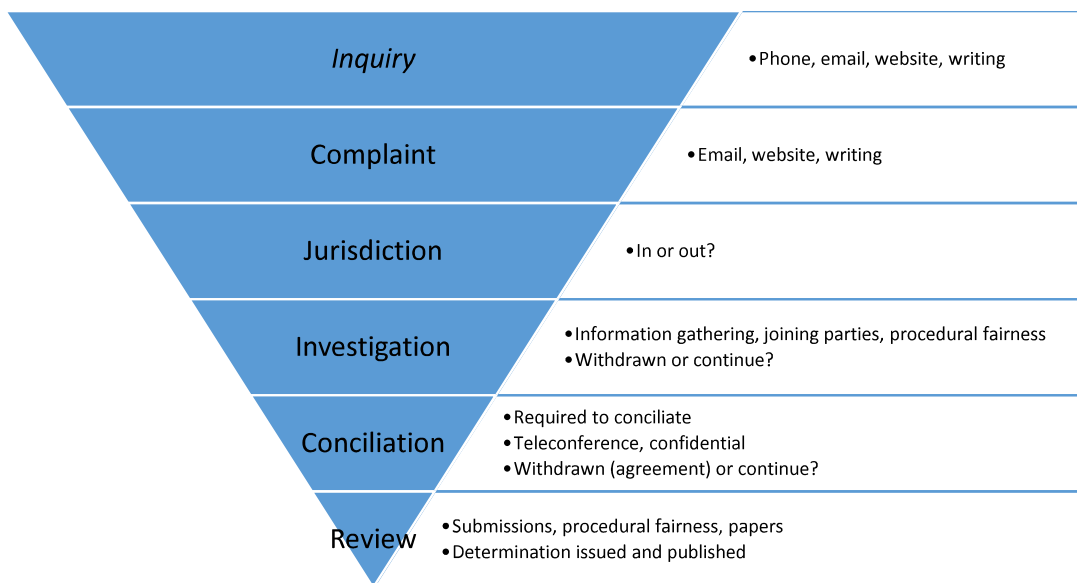 Inquiry
•Phone, email, website, writing
Complaint
•Email, website, writing
Jurisdiction
•In or out?
Investigation
•Information gathering, joining parties, procedural fairness
•Withdrawn or continue?
Conciliation
•Required to conciliate
•Teleconference, confidential
•Withdrawn (agreement) or continue?
Review
•Submissions, procedural fairness, papers
•Determination issued and published